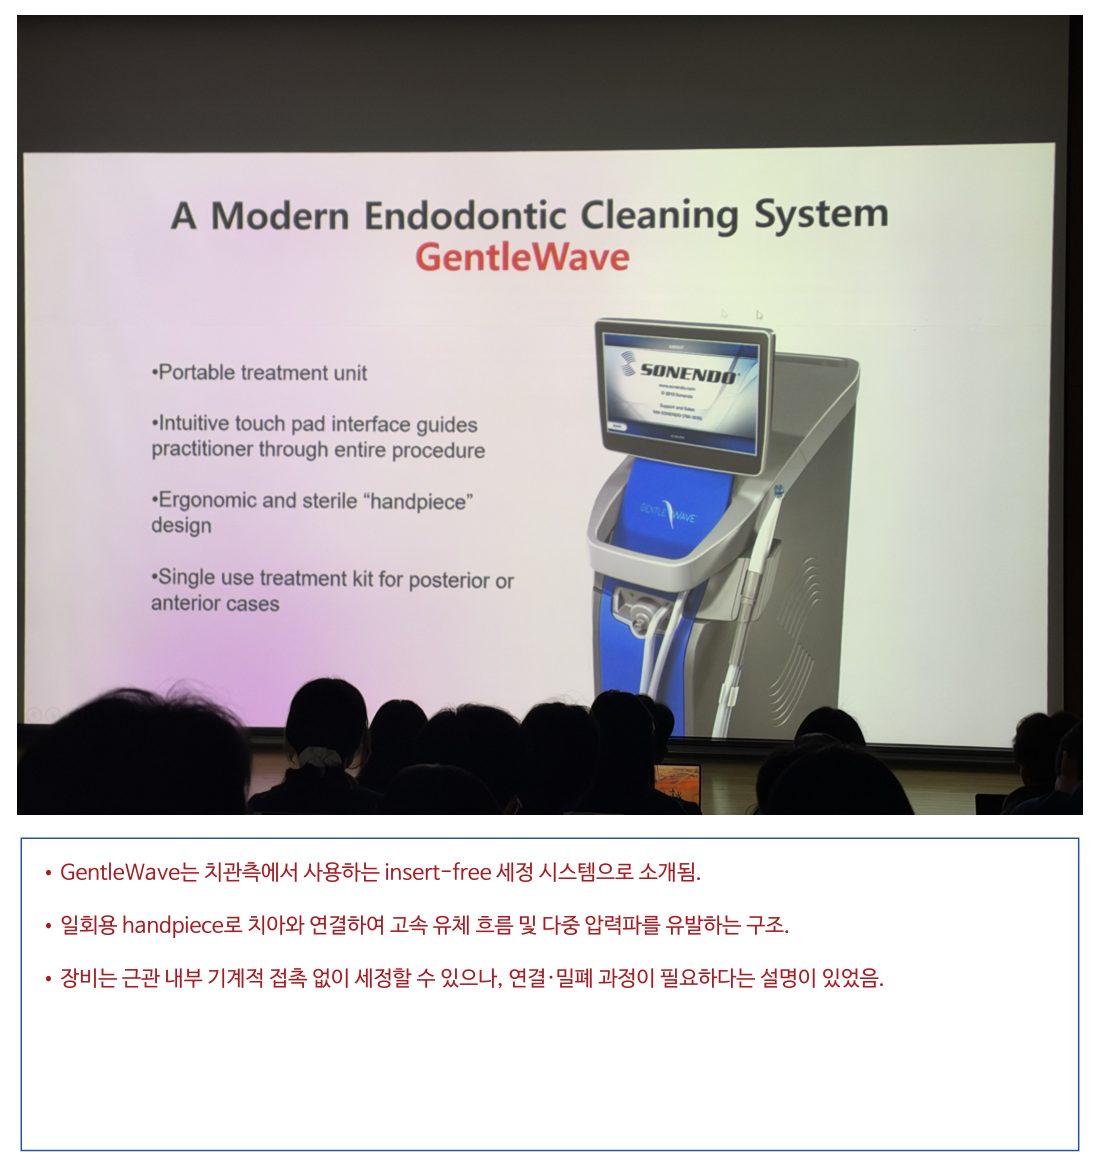 A Modern Endodontic Cleaning System
GentleWave
•Portable treatment unit
•Intuitive touch pad interface guides
practitioner through entire procedure
•Ergonomic and sterile “handpiece”
design
•Single use treatment kit for posterior or
anterior cases
SONENDO
www.sonendo.com
Support and Sales
GENTLEWAVE
• GentleWave는 치관측에서 사용하는 insert-free 세정 시스템으로 소개됨.
• 일회용 handpiece로 치아와 연결하여 고속 유체 흐름 및 다중 압력파를 유발하는 구조.
• 장비는 근관 내부 기계적 접촉 없이 세정할 수 있으나, 연결·밀폐 과정이 필요하다는 설명이 있었음.